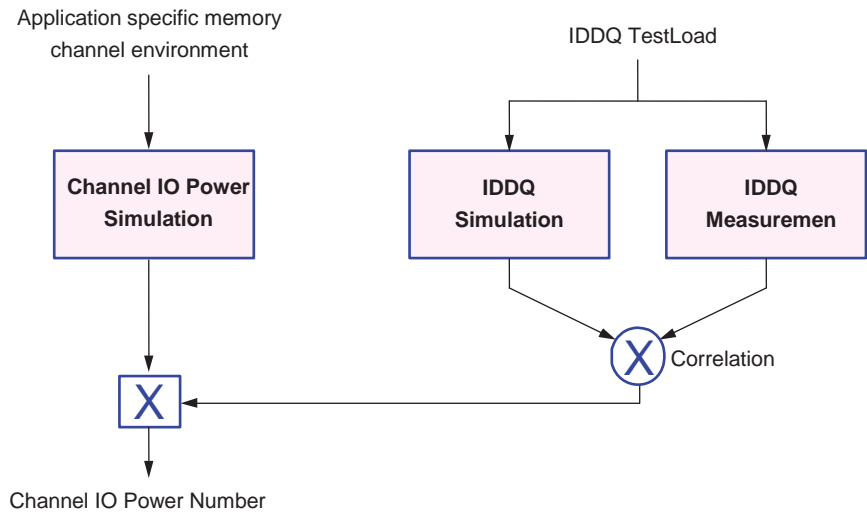 Application specific memory
channel environment
IDDQ TestLoad
Channel IO Power
Simulation
IDDQ
Simulation
IDDQ
Measuremen
X
Correlation
X
Channel IO Power Number